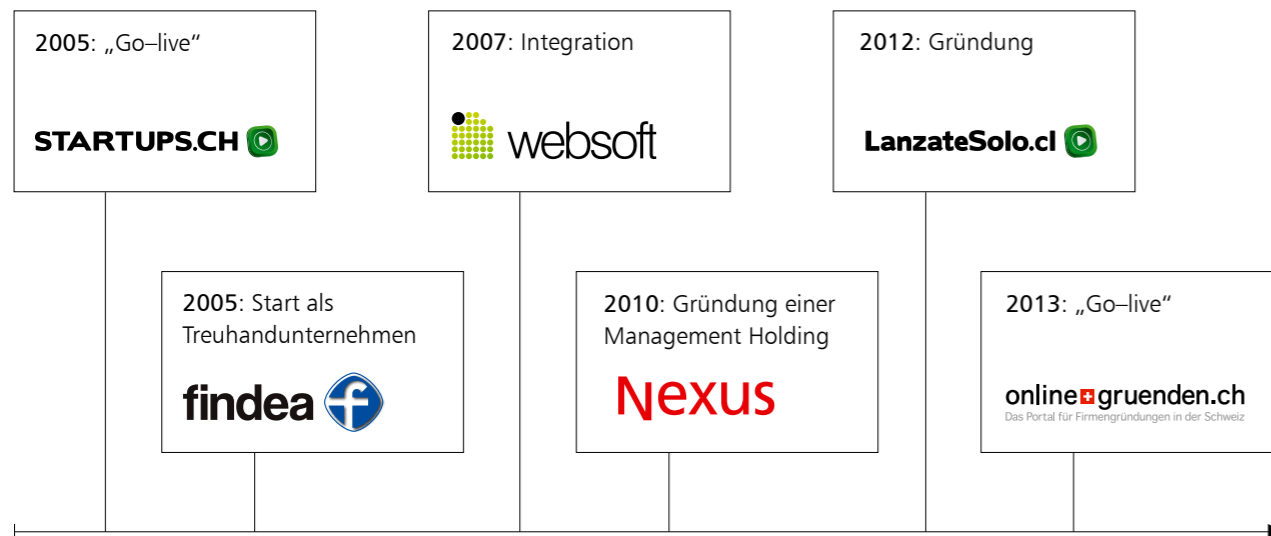 2005: „Go–live“
STARTUPS.CH
2005: Start als
Treuhandunternehmen
findea f
2007: Integration
websoft
2010: Gründung einer
Management Holding
Nexus
2012: Gründung
LanzateSolo.cl
2013: „Go–live“
online gruenden.ch
Das Portal für Firmengründungen in der Schweiz